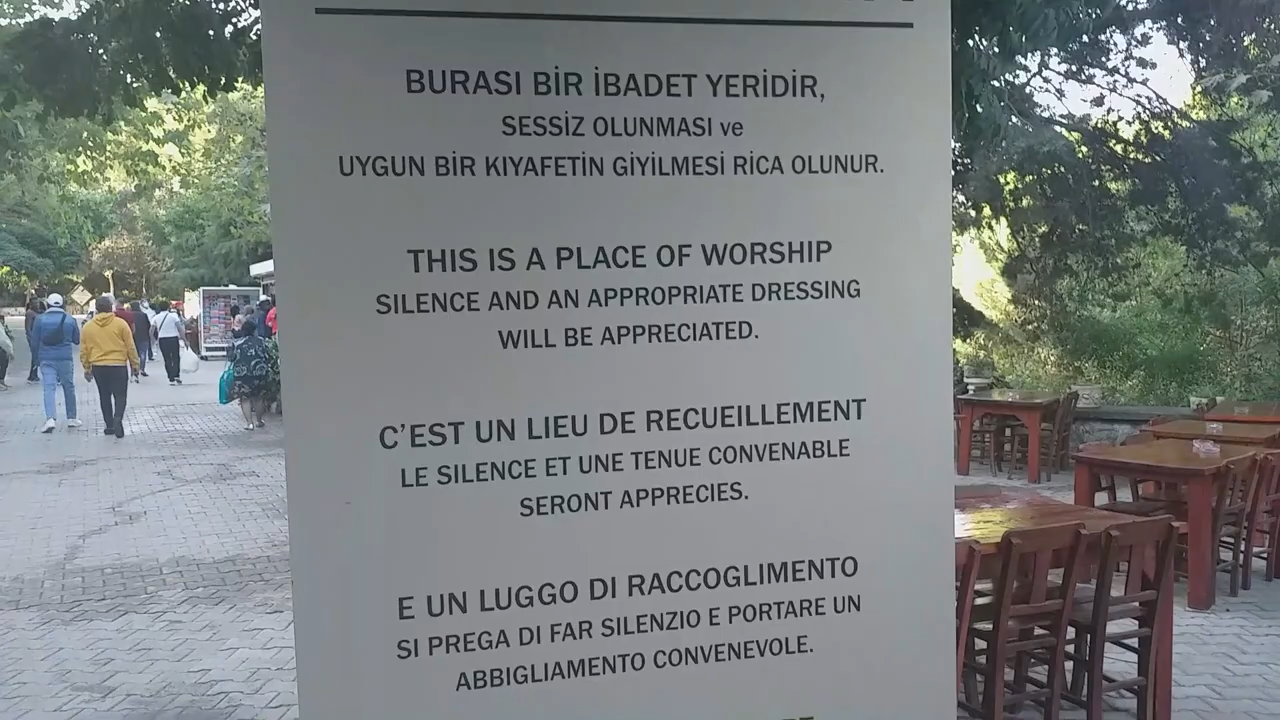 BURASI BİR İBADET YERİDİR,
SESSİZ OLUNMASI ve
UYGUN BİR KIYAFETİN GİYİLMESİ RİCA OLUNUR.
THIS IS A PLACE OF WORSHIP
SILENCE AND AN APPROPRIATE DRESSING
WILL BE APPRECIATED.
C'EST UN LIEU DE RECUEILLEMENT
LE SILENCE ET UNE TENUE CONVENABLE
SERONT APPRECIES.
E UN LUGGO DI RACCOGLIMENTO
SI PREGA DI FAR SILENZIO E PORTARE UN
ABBIGLIAMENTO CONVENEVOLE.